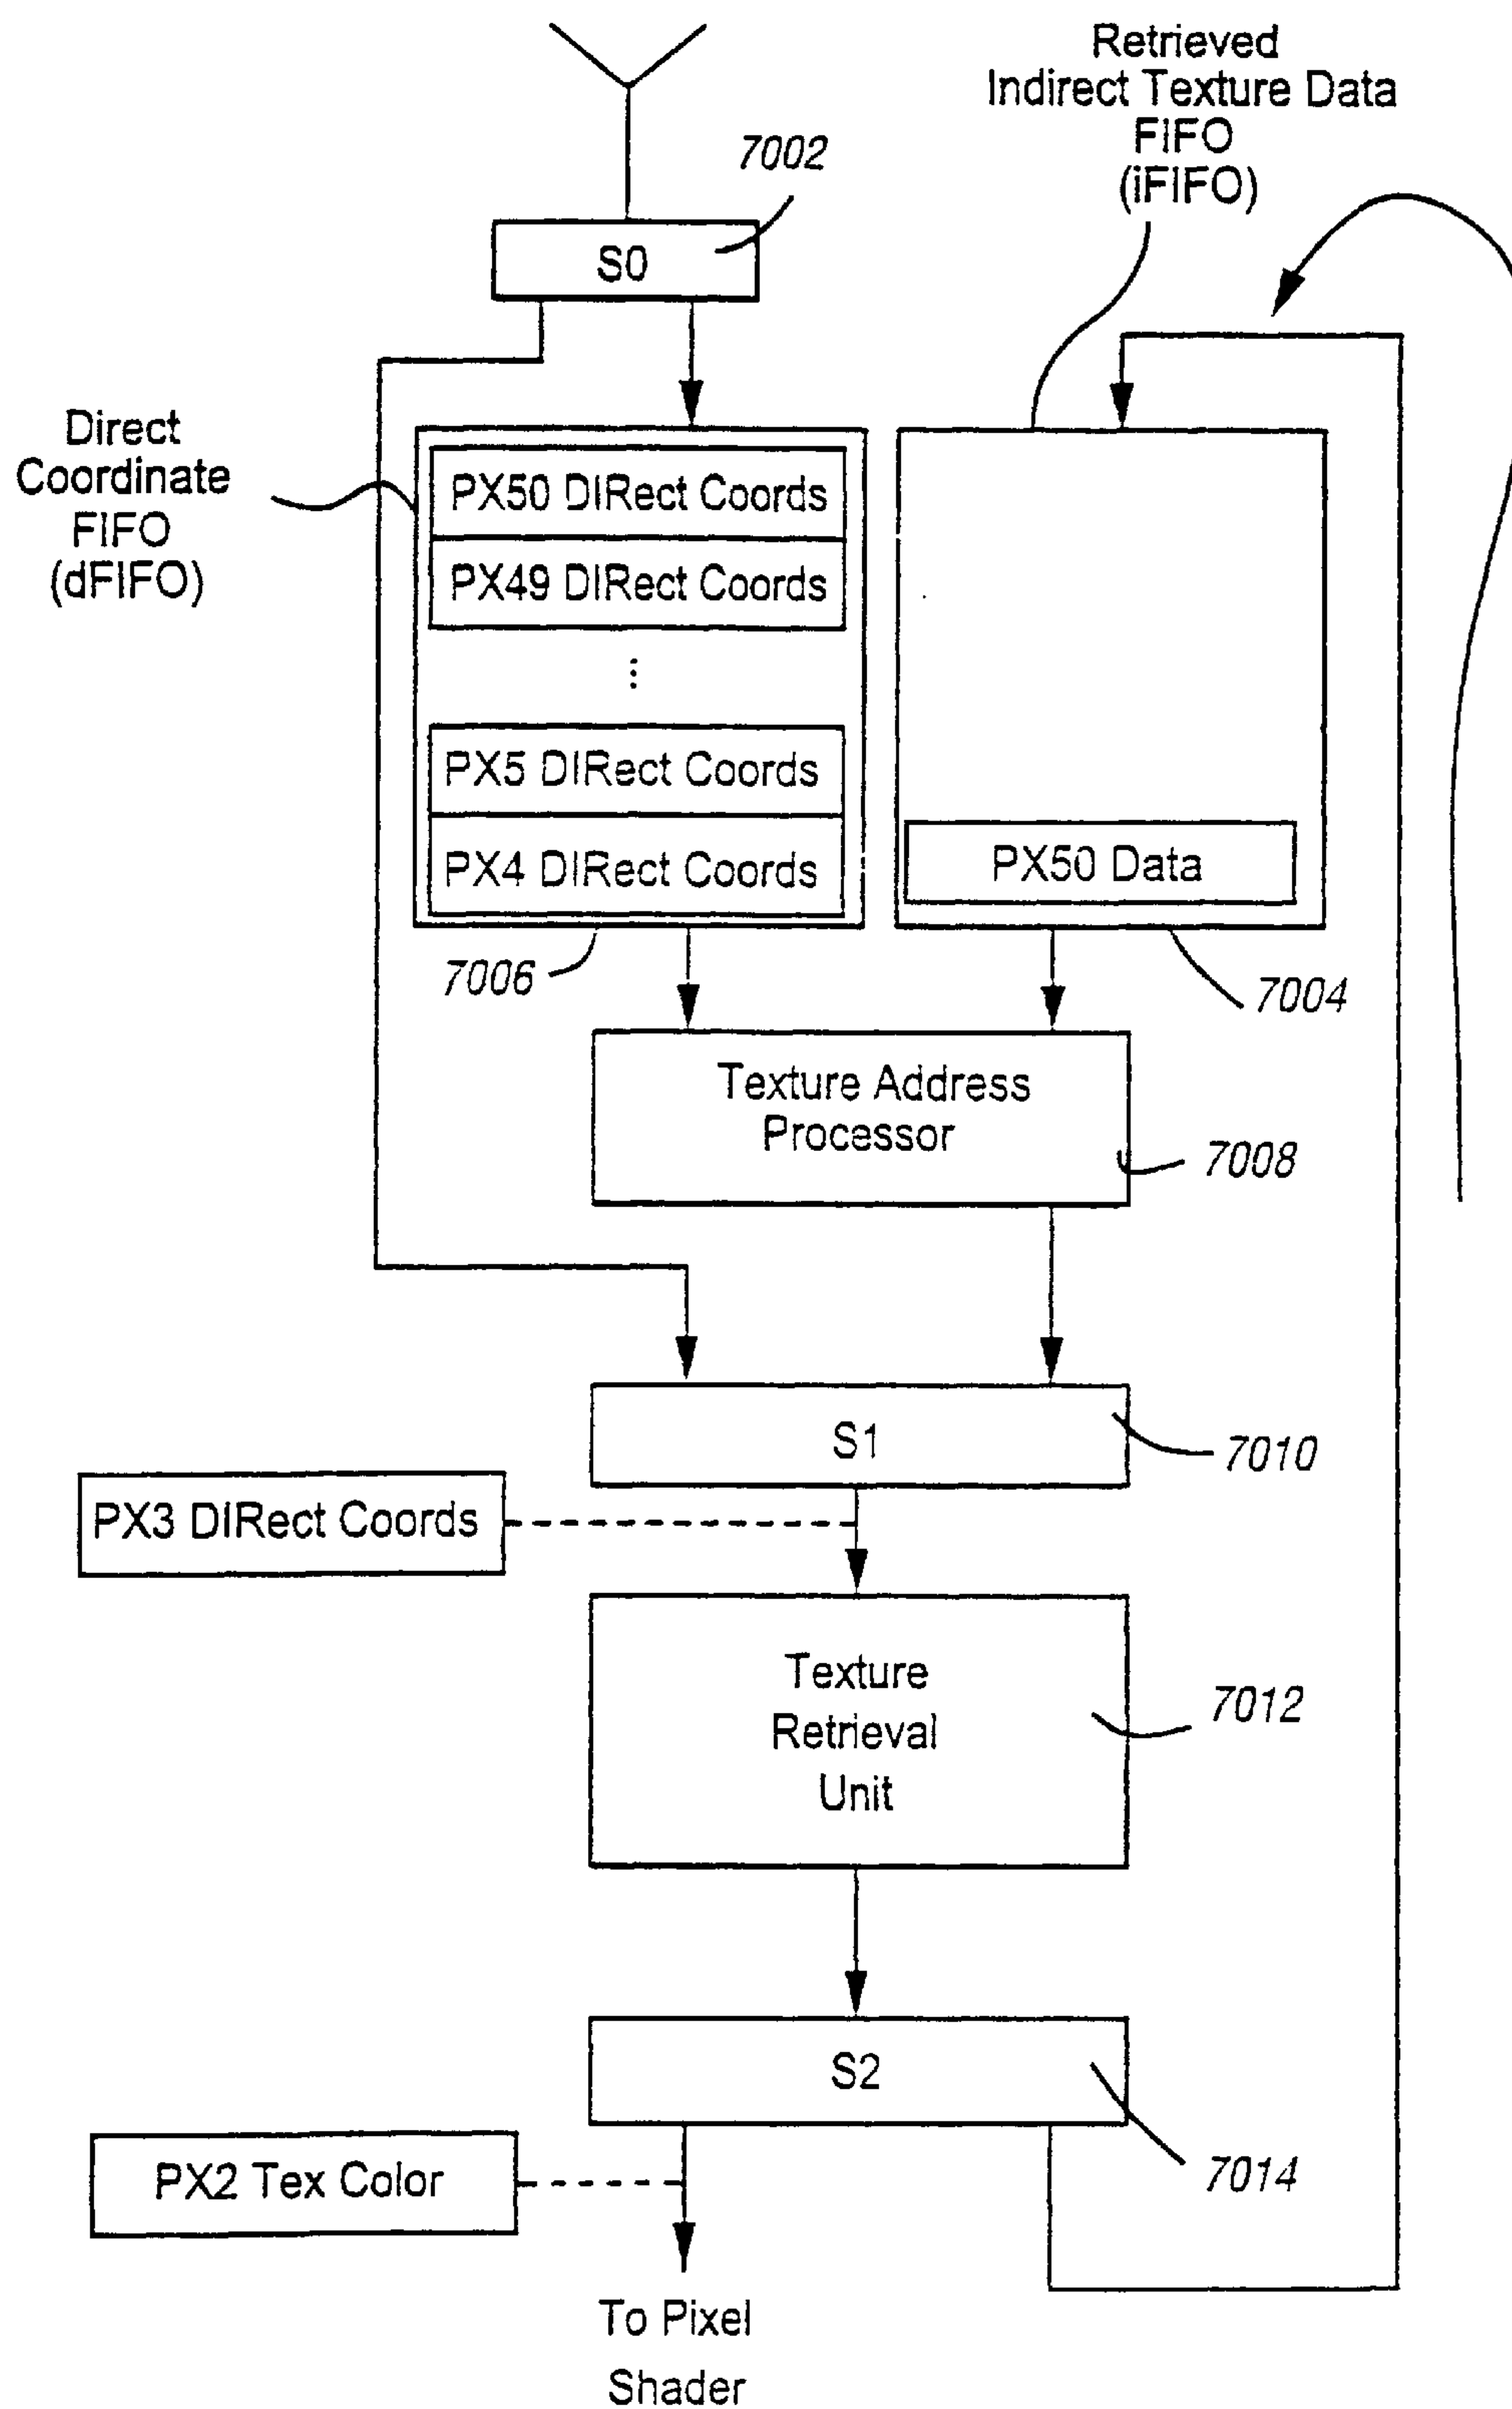 Retrieved
Indirect Texture Data
FIFO
(iFIFO)
7002
S0
Direct
Coordinate
FIFO
(dFIFO)
PX50 DIRect Coords
PX49 DIRect Coords
⋮
PX5 DIRect Coords
PX4 DIRect Coords
PX50 Data
7006
7004
Texture Address
Processor
7008
S1
7010
PX3 DIRect Coords
Texture
Retrieval
Unit
7012
S2
7014
PX2 Tex Color
To Pixel
Shader